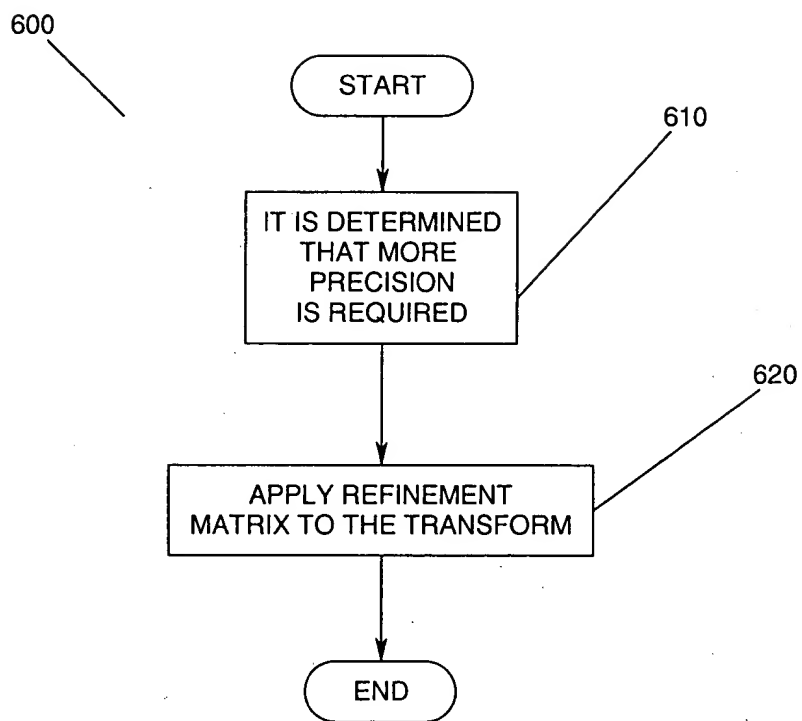 600
START
610
IT IS DETERMINED
THAT MORE
PRECISION
IS REQUIRED
620
APPLY REFINEMENT
MATRIX TO THE TRANSFORM
END